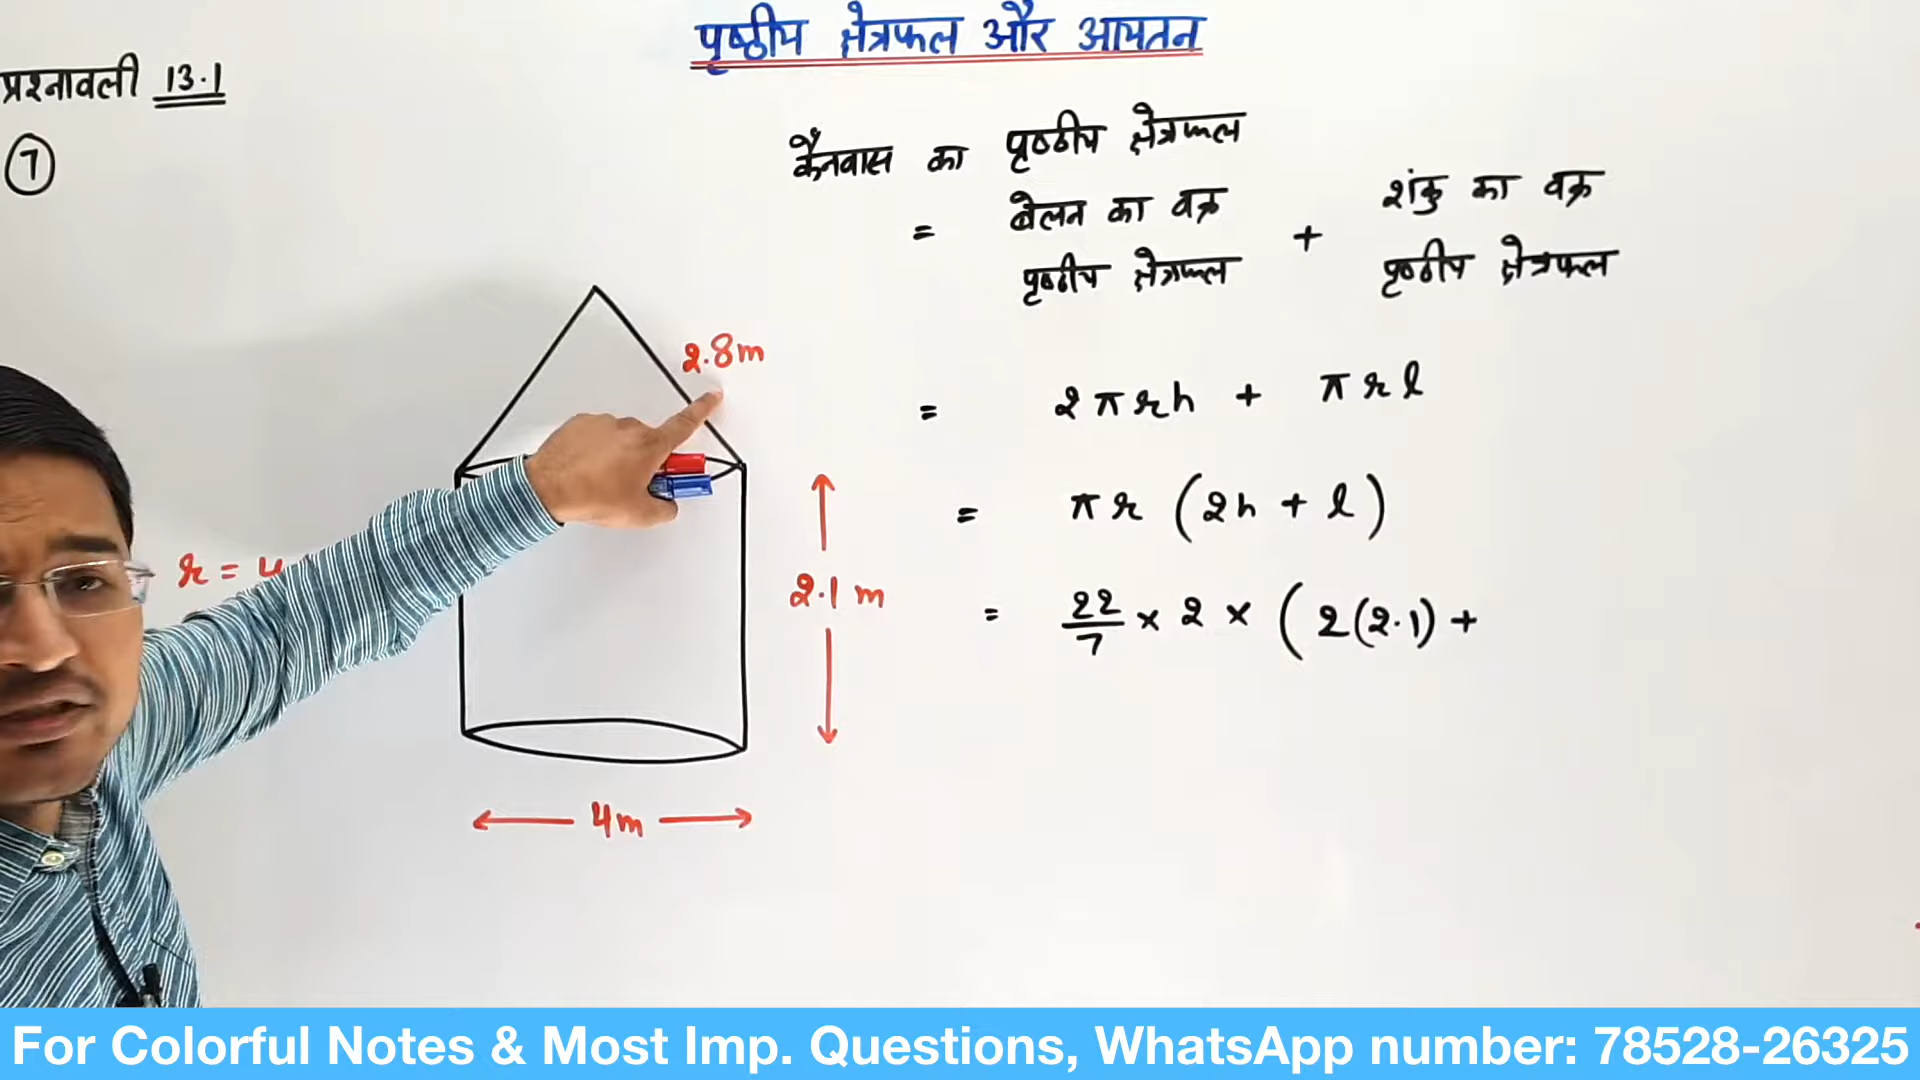 पृष्ठीय क्षेत्रफल और आयतन
प्रश्नावली 13.1
7
कैनवास का पृष्ठीय क्षेत्रफल
= बेलन का वक्र पृष्ठीय क्षेत्रफल + शंकु का वक्र पृष्ठीय क्षेत्रफल
2.8m
= 2πrh + πrl
= πr (2h + l)
r = 4
2.1 m
= 22/7 × 2 × ( 2(2.1) +
4m
For Colorful Notes & Most Imp. Questions, WhatsApp number: 78528-26325